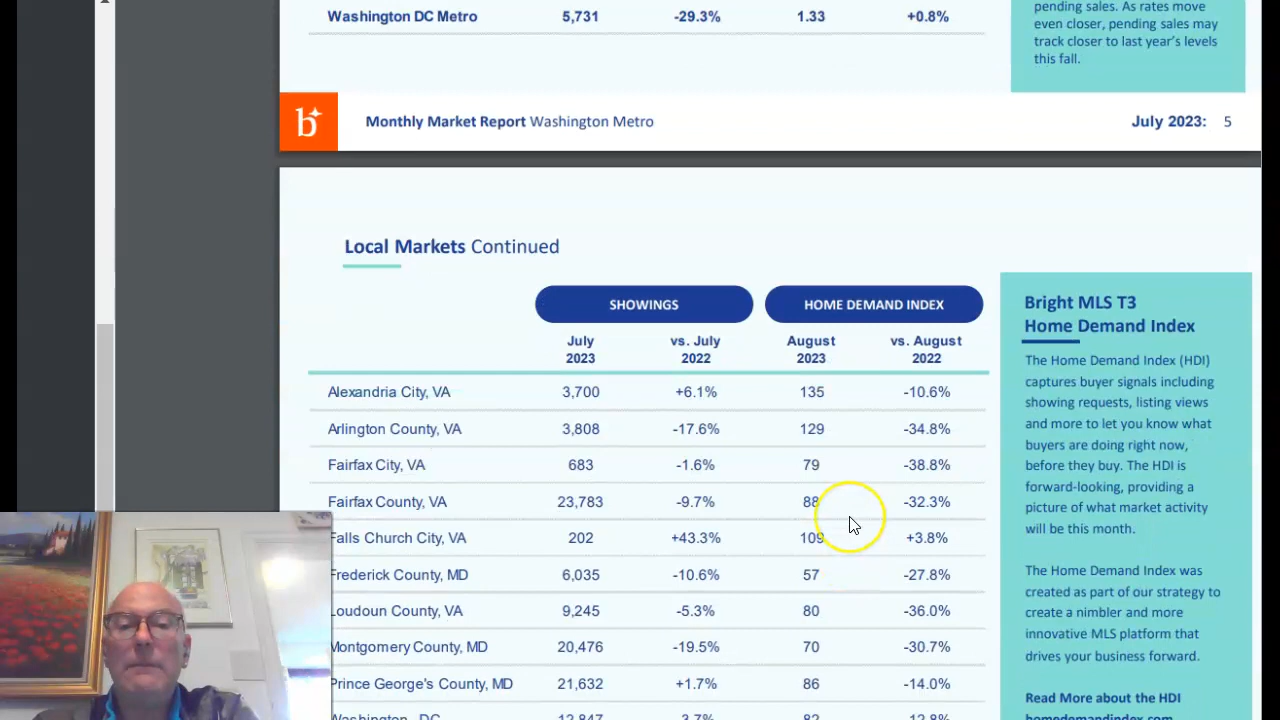 Washington DC Metro 5,731 -29.3% 1.33 +0.8%
pending sales. As rates move
even closer, pending sales may
track closer to last year's levels
this fall.
b
Monthly Market Report Washington Metro
July 2023: 5
Local Markets Continued
SHOWINGS HOME DEMAND INDEX
July 2023 vs. July 2022 August 2023 vs. August 2022
Alexandria City, VA 3,700 +6.1% 135 -10.6%
Arlington County, VA 3,808 -17.6% 129 -34.8%
Fairfax City, VA 683 -1.6% 79 -38.8%
Fairfax County, VA 23,783 -9.7% 88 -32.3%
Falls Church City, VA 202 +43.3% 109 +3.8%
Frederick County, MD 6,035 -10.6% 57 -27.8%
Loudoun County, VA 9,245 -5.3% 80 -36.0%
Montgomery County, MD 20,476 -19.5% 70 -30.7%
Prince George's County, MD 21,632 +1.7% 86 -14.0%
Washington, DC 12,847 3.7% 82 12.8%
Bright MLS T3
Home Demand Index
The Home Demand Index (HDI)
captures buyer signals including
showing requests, listing views
and more to let you know what
buyers are doing right now,
before they buy. The HDI is
forward-looking, providing a
picture of what market activity
will be this month.
The Home Demand Index was
created as part of our strategy to
create a nimbler and more
innovative MLS platform that
drives your business forward.
Read More about the HDI
homedemandindex.com